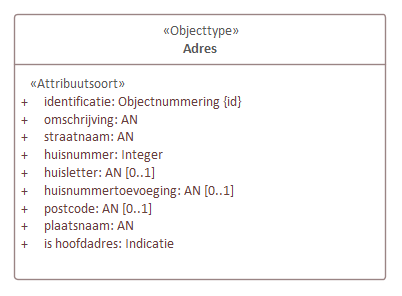 «Objecttype»
Adres
«Attribuutsoort»
+ identificatie: Objectnummering {id}
+ omschrijving: AN
+ straatnaam: AN
+ huisnummer: Integer
+ huisletter: AN [0..1]
+ huisnummertoevoeging: AN [0..1]
+ postcode: AN [0..1]
+ plaatsnaam: AN
+ is hoofdadres: Indicatie